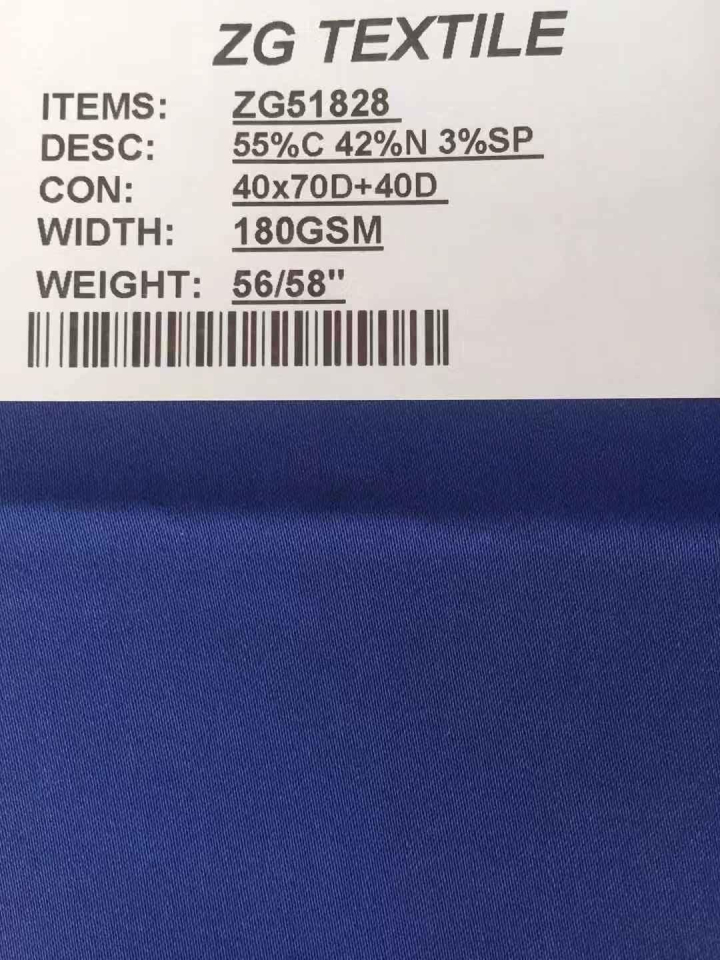 ZG TEXTILE
ITEMS: ZG51828
DESC: 55%C 42%N 3%SP
CON: 40x70D+40D
WIDTH: 180GSM
WEIGHT: 56/58"